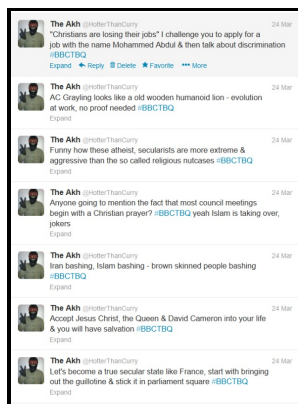 The Akh @HotterThanCurry 24 Mar
"Christians are losing their jobs" I challenge you to apply for a
job with the name Mohammed Abdul & then talk about discrimination
#BBCTBQ
Expand Reply Delete Favorite More
The Akh @HotterThanCurry 24 Mar
AC Grayling looks like a old wooden humanoid lion - evolution
at work, no proof needed #BBCTBQ
Expand
The Akh @HotterThanCurry 24 Mar
Funny how these atheist, secularists are more extreme &
aggressive than the so called religious nutcases #BBCTBQ
Expand
The Akh @HotterThanCurry 24 Mar
Anyone going to mention the fact that most council meetings
begin with a Christian prayer? #BBCTBQ yeah Islam is taking over,
jokers
Expand
The Akh @HotterThanCurry 24 Mar
Iran bashing, Islam bashing - brown skinned people bashing
#BBCTBQ
Expand
The Akh @HotterThanCurry 24 Mar
Accept Jesus Christ, the Queen & David Cameron into your life
& you will have salvation #BBCTBQ
Expand
The Akh @HotterThanCurry 24 Mar
Let's become a true secular state like France, start with bringing
out the guillotine & stick it in parliament square #BBCTBQ
Expand